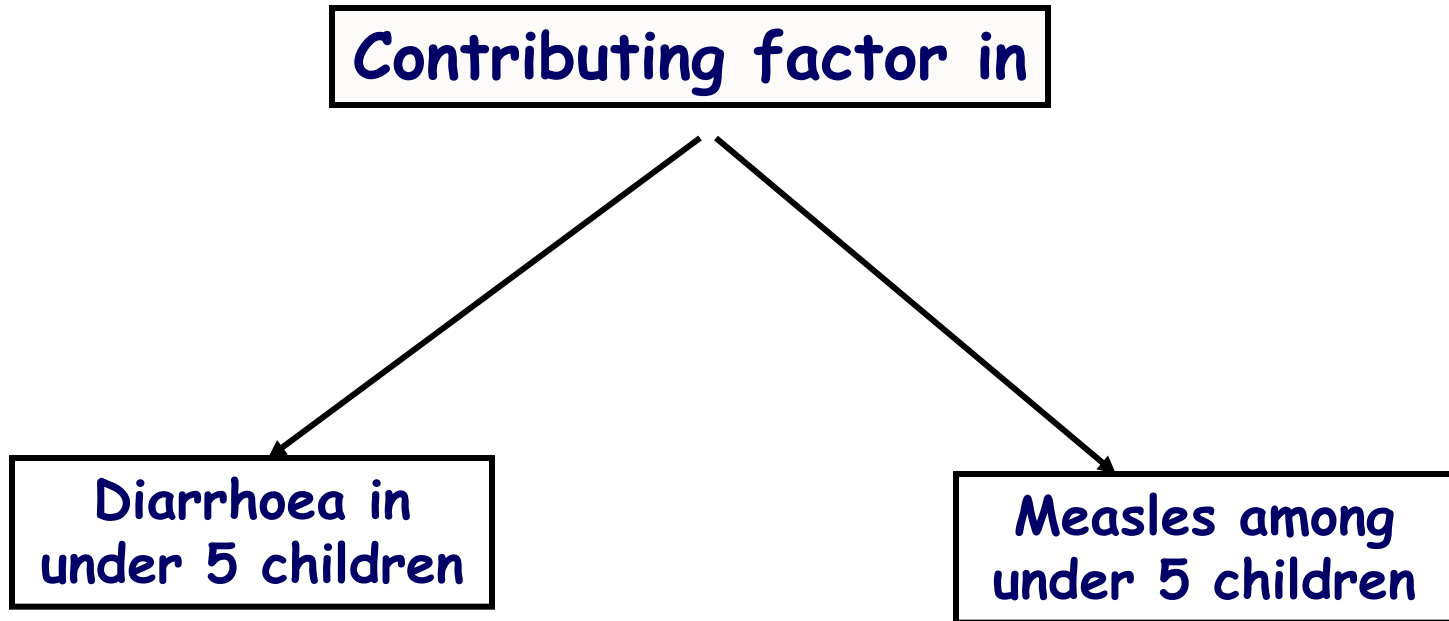 Contributing factor in
Diarrhoea in
under 5 children
Measles among
under 5 children